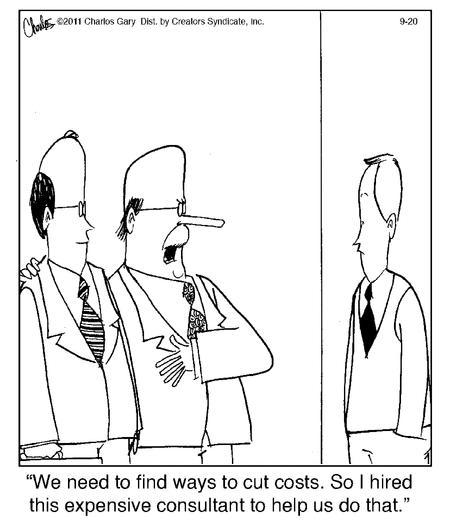 Charlos ©2011 Charlos Gary Dist. by Creators Syndicate, Inc. 9-20
“We need to find ways to cut costs. So I hired
this expensive consultant to help us do that.”